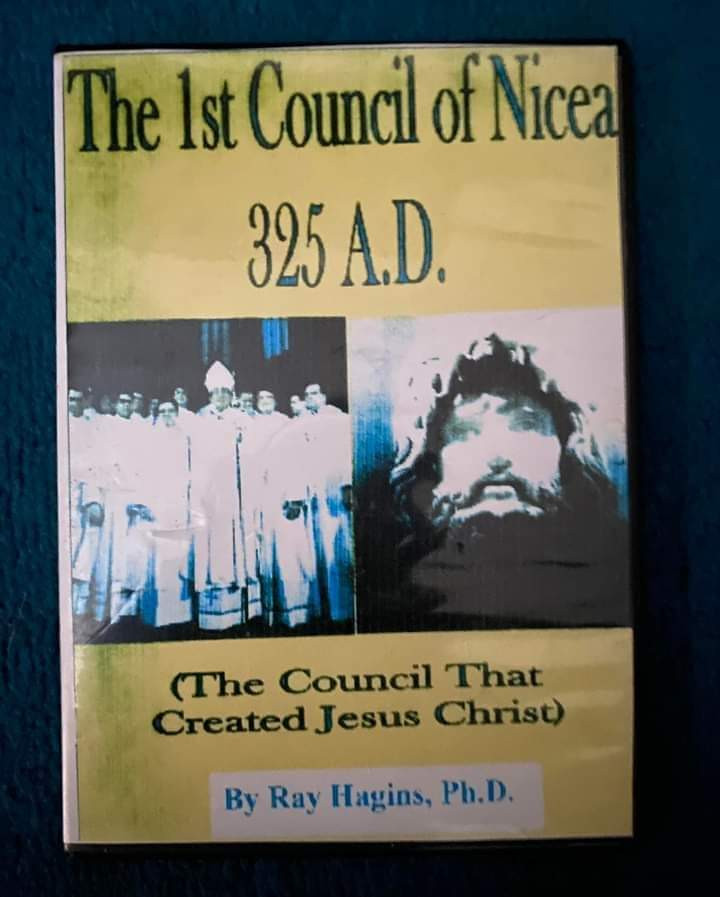 The 1st Council of Nicea
325 A.D.
(The Council That
Created Jesus Christ)
By Ray Hagins, Ph.D.